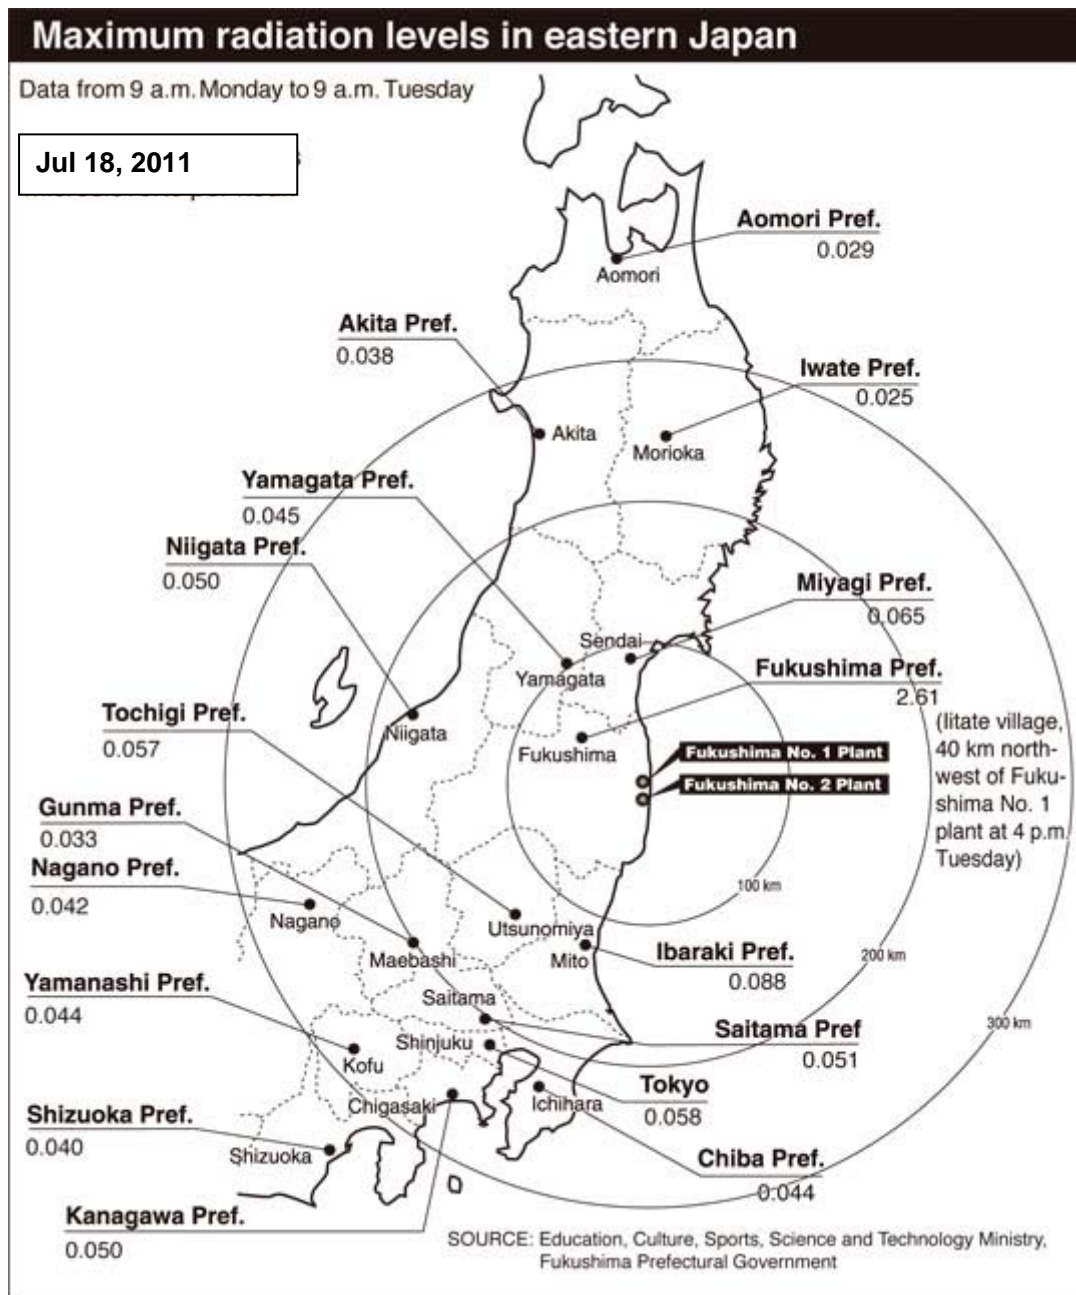 Maximum radiation levels in eastern Japan
Data from 9 a.m. Monday to 9 a.m. Tuesday
Jul 18, 2011
Aomori Pref.
0.029
Aomori
Akita Pref.
0.038
Iwate Pref.
0.025
Akita
Morioka
Yamagata Pref.
0.045
Niigata Pref.
0.050
Miyagi Pref.
0.065
Sendai
Yamagata
Fukushima Pref.
2.61
(Iitate village,
40 km north-
west of Fuku-
shima No. 1
plant at 4 p.m.
Tuesday)
Tochigi Pref.
0.057
Niigata
Fukushima
Fukushima No. 1 Plant
Fukushima No. 2 Plant
Gunma Pref.
0.033
Nagano Pref.
0.042
100 km
Nagano
Utsunomiya
Maebashi
Mito
Ibaraki Pref.
0.088
200 km
Yamanashi Pref.
0.044
Saitama
Saitama Pref
0.051
300 km
Shinjuku
Kofu
Tokyo
0.058
Chigasaki
Ichihara
Shizuoka Pref.
0.040
Shizuoka
Chiba Pref.
0.044
Kanagawa Pref.
0.050
SOURCE: Education, Culture, Sports, Science and Technology Ministry,
Fukushima Prefectural Government